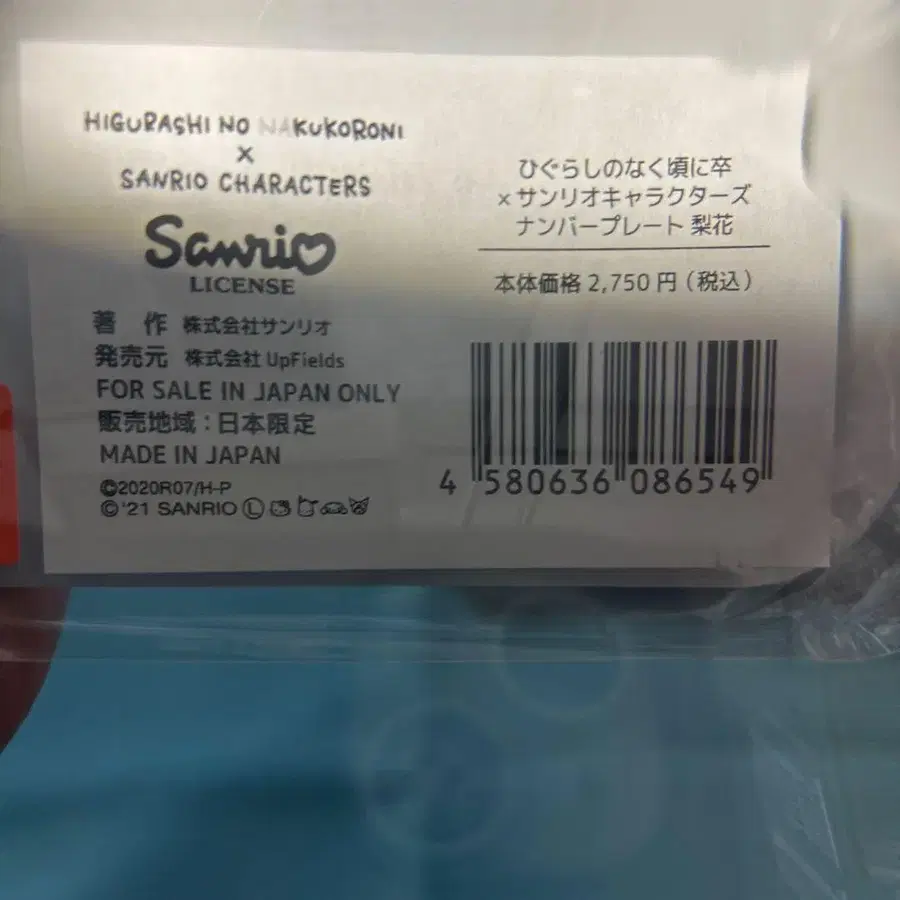 HIGURASHI NO NAKUKORONI
X
SANRIO CHARACTERS
Sanrio
LICENSE
著 作 株式会社サンリオ
発売元 株式会社 UpFields
FOR SALE IN JAPAN ONLY
販売地域：日本限定
MADE IN JAPAN
©2020R07/H-P
©'21 SANRIO Ⓛ
ひぐらしのなく頃に卒
×サンリオキャラクターズ
ナンバープレート 梨花
本体価格 2,750 円（税込）
4 580636 086549